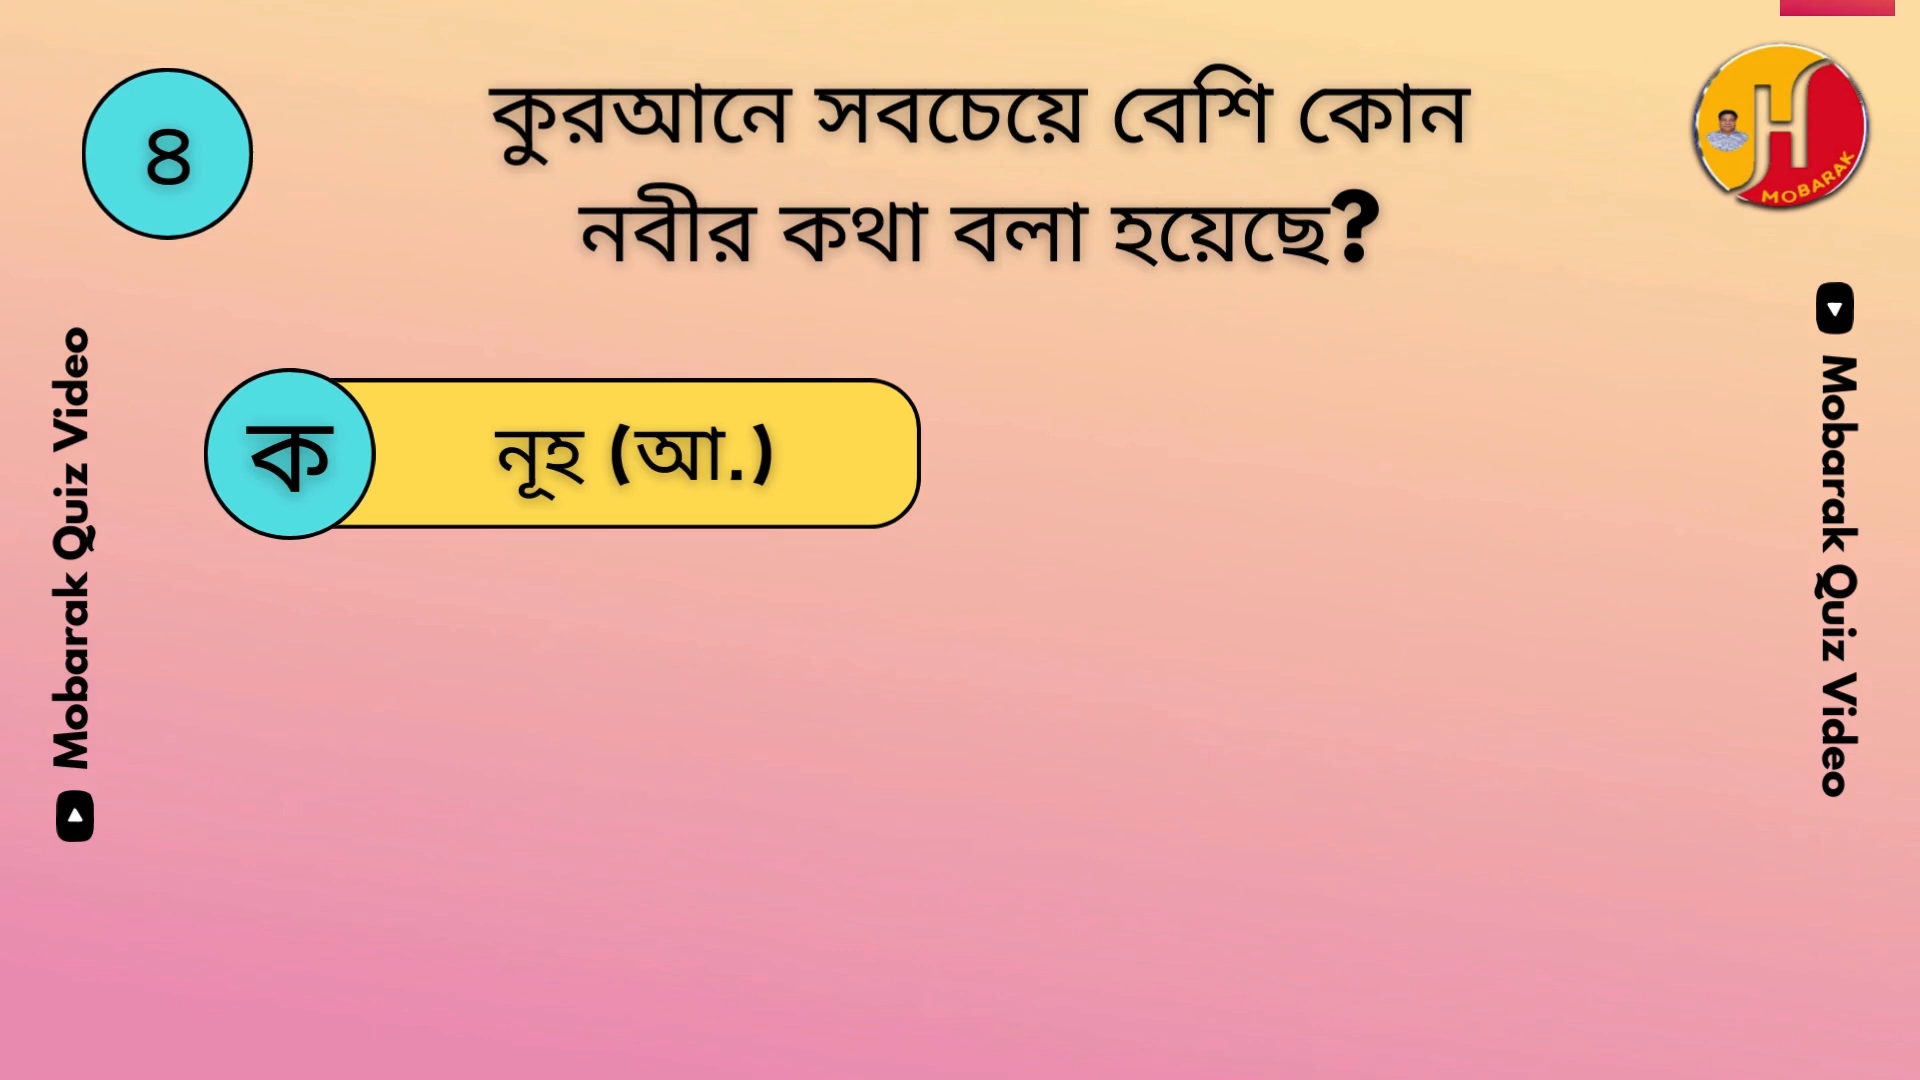 ৪
কুরআনে সবচেয়ে বেশি কোন
নবীর কথা বলা হয়েছে?
MOBARAK
ক
নূহ (আ.)
Mobarak Quiz Video
Mobarak Quiz Video